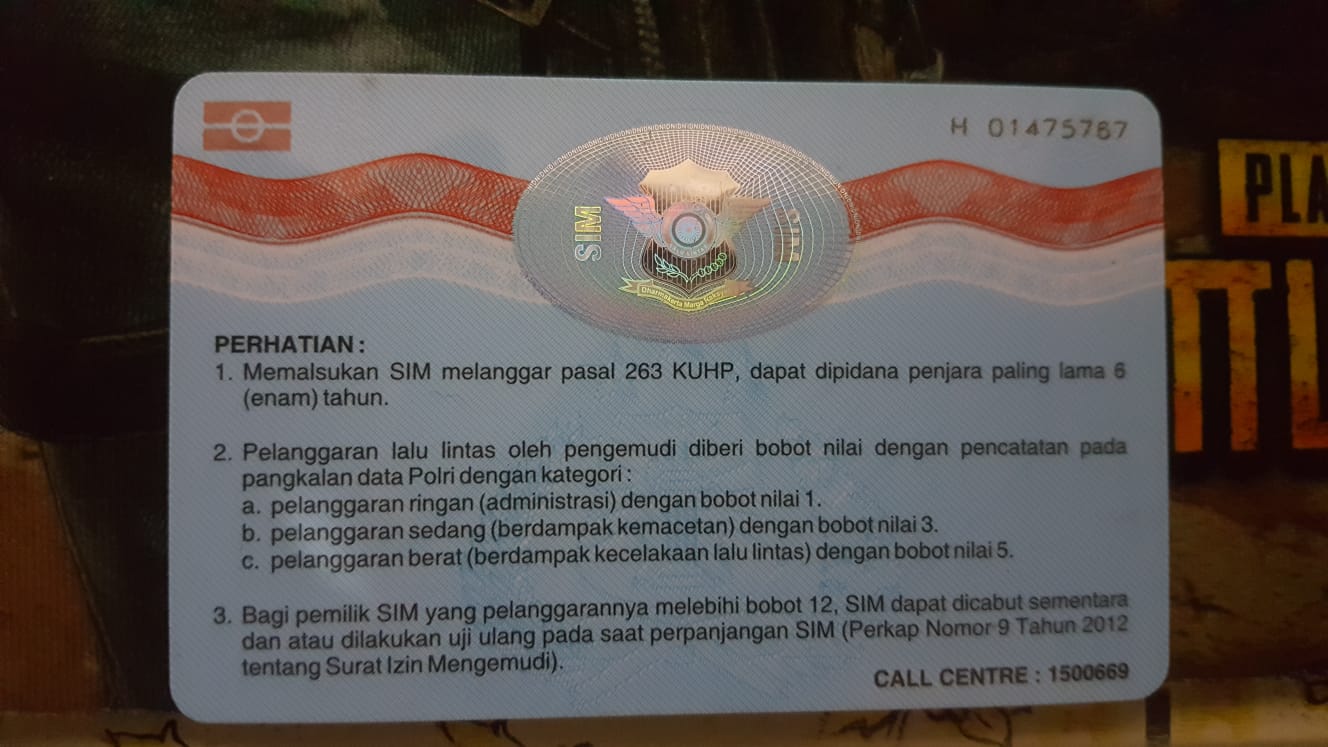 H 01475767
SIM
Dharmakerta Marga Raksyaka
PERHATIAN :
1. Memalsukan SIM melanggar pasal 263 KUHP, dapat dipidana penjara paling lama 6
(enam) tahun.
2. Pelanggaran lalu lintas oleh pengemudi diberi bobot nilai dengan pencatatan pada
pangkalan data Polri dengan kategori :
a. pelanggaran ringan (administrasi) dengan bobot nilai 1.
b. pelanggaran sedang (berdampak kemacetan) dengan bobot nilai 3.
c. pelanggaran berat (berdampak kecelakaan lalu lintas) dengan bobot nilai 5.
3. Bagi pemilik SIM yang pelanggarannya melebihi bobot 12, SIM dapat dicabut sementara
dan atau dilakukan uji ulang pada saat perpanjangan SIM (Perkap Nomor 9 Tahun 2012
tentang Surat Izin Mengemudi).
CALL CENTRE : 1500669
PLA